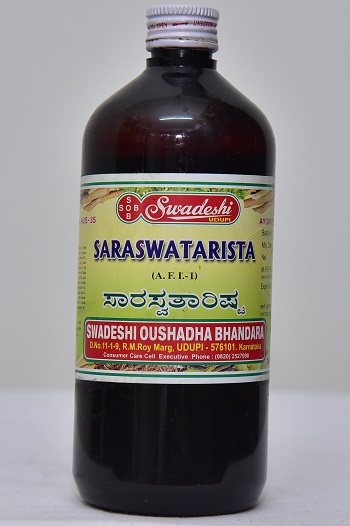 SOB
Swadeshi
UDUPI
SARASWATARISTA
(A. F. I.- I)
ಸಾರಸ್ವತಾರಿಷ್ಟ
SWADESHI OUSHADHA BHANDARA
D.No.11-1-9, R.M.Roy Marg, UDUPI - 576101. Karnataka
Consumer Care Cell Executive Phone : (0820) 2527096